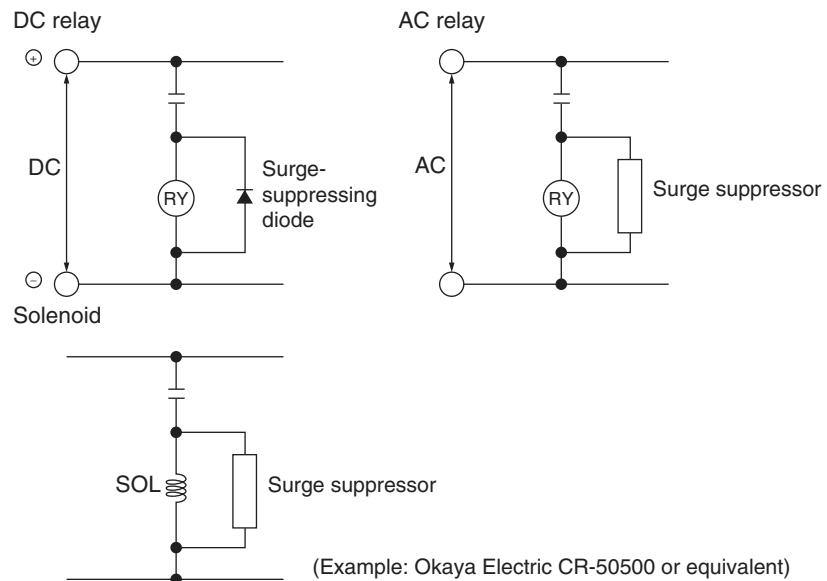 DC relay
⊕
DC
RY
Surge-
suppressing
diode
⊖
AC relay
AC
RY
Surge suppressor
Solenoid
SOL
Surge suppressor
(Example: Okaya Electric CR-50500 or equivalent)